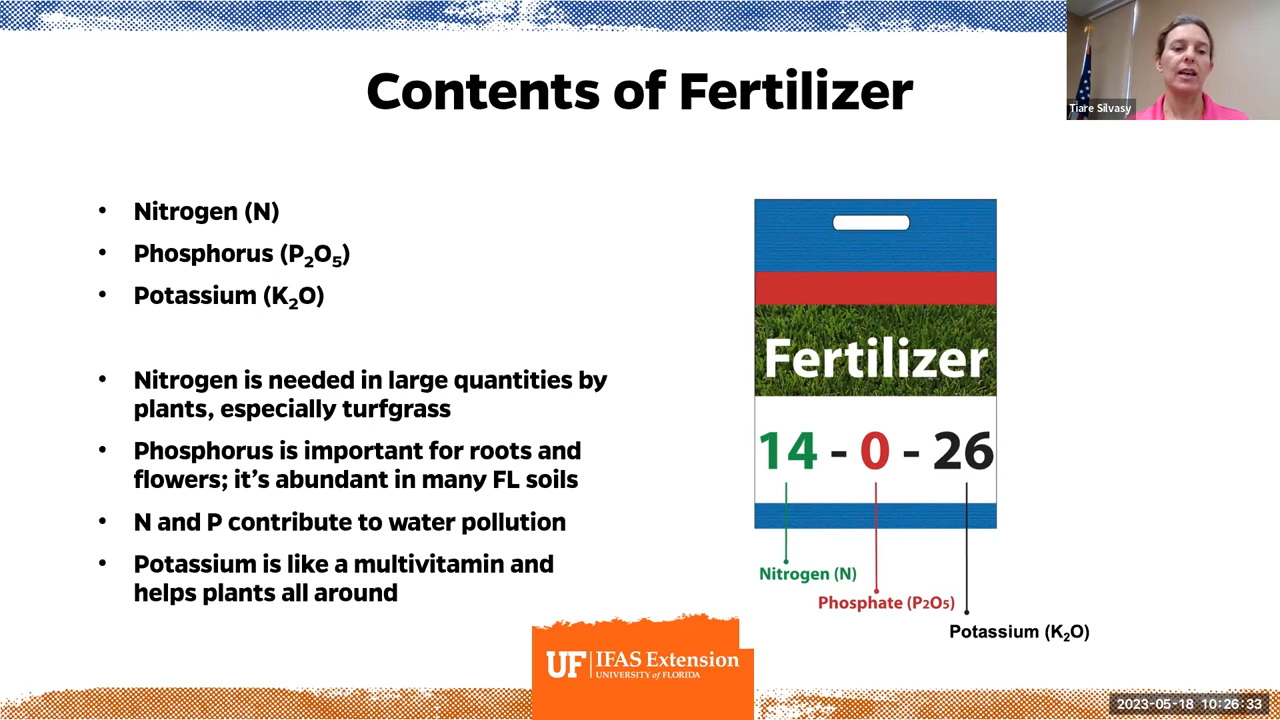 Tiare Silvasy
Contents of Fertilizer
• Nitrogen (N)
• Phosphorus (P₂O₅)
• Potassium (K₂O)
• Nitrogen is needed in large quantities by
plants, especially turfgrass
• Phosphorus is important for roots and
flowers; it’s abundant in many FL soils
• N and P contribute to water pollution
• Potassium is like a multivitamin and
helps plants all around
Fertilizer
14 - 0 - 26
Nitrogen (N)
Phosphate (P₂O₅)
Potassium (K₂O)
UF IFAS Extension
UNIVERSITY of FLORIDA
2023-05-18 10:26:33